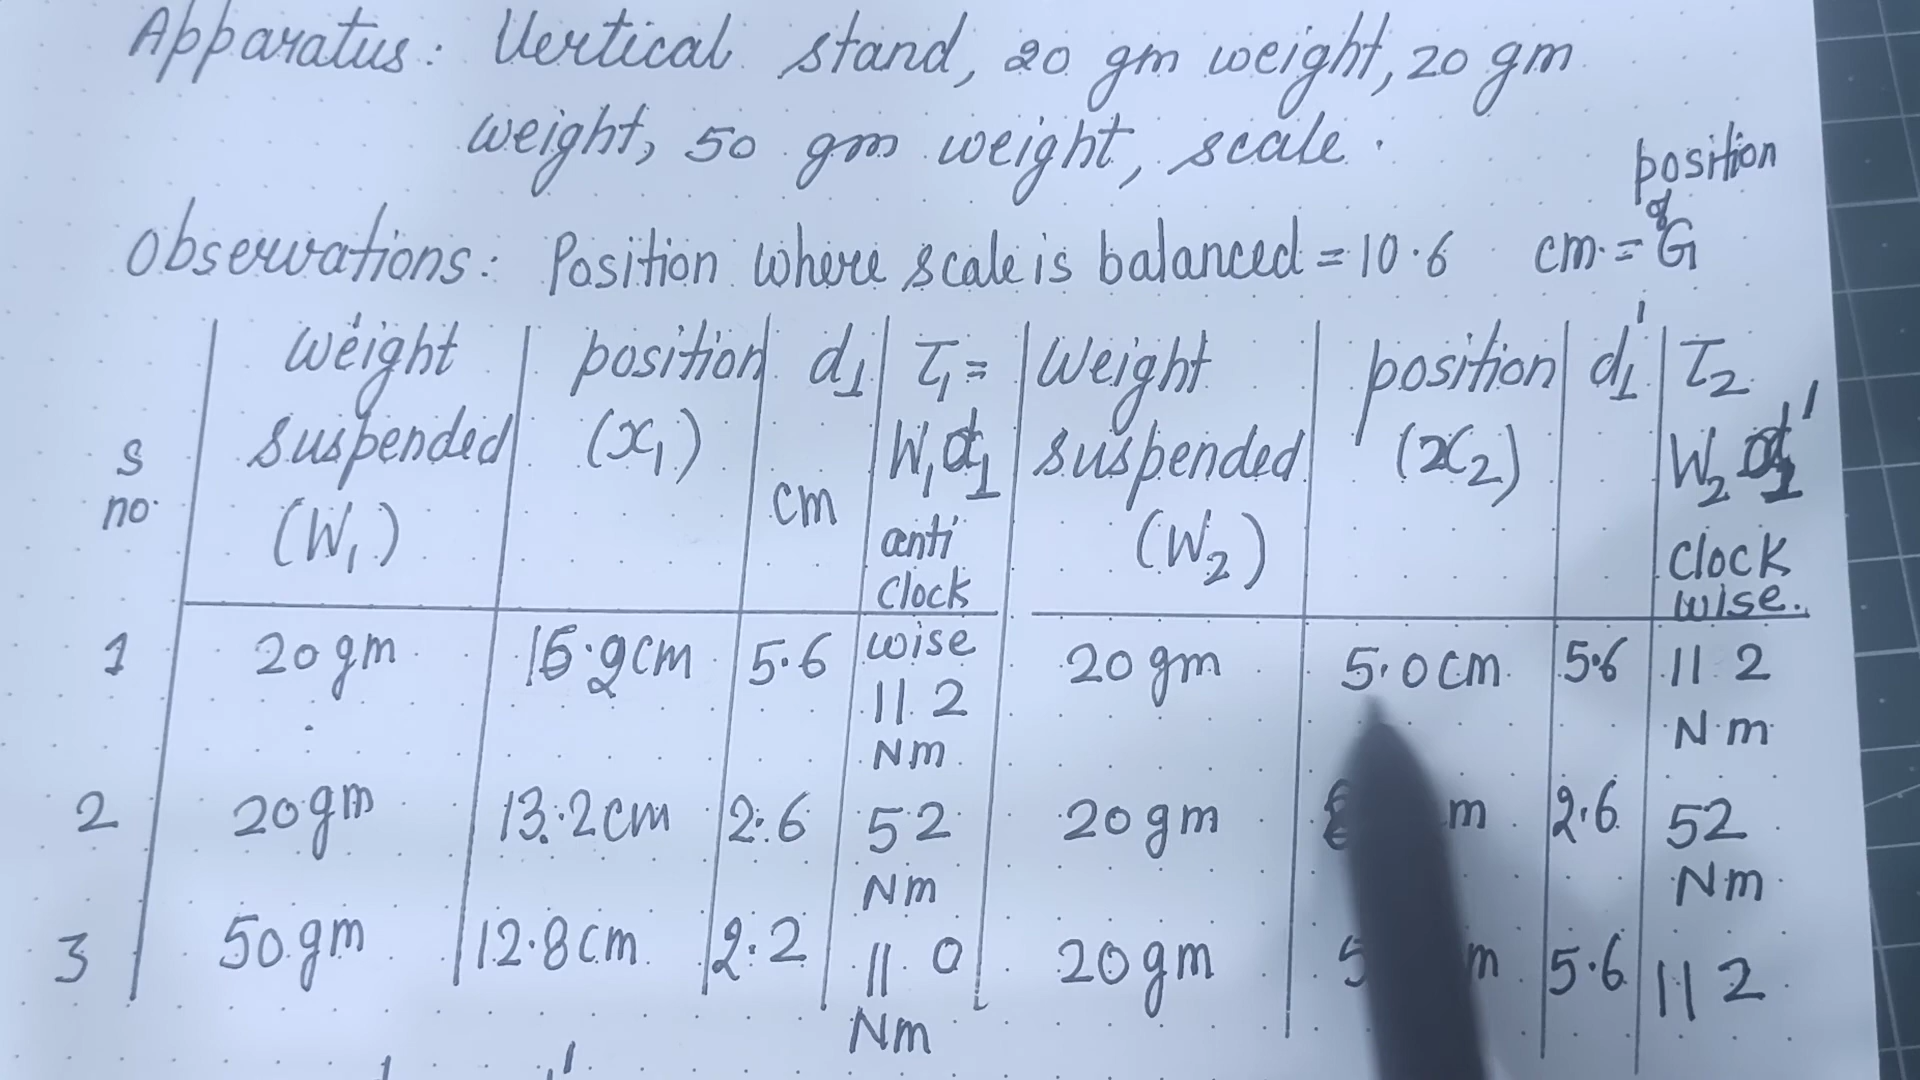 Apparatus: Vertical stand, 20 gm weight, 20 gm
weight, 50 gm weight, scale.
Observations: Position where scale is balanced = 10.6 cm. = position of G
s no. | weight suspended (W₁) | position (x₁) | d₁ cm | τ₁ = W₁d₁ anti clock wise | Weight suspended (W₂) | position (x₂) | d₁' | τ₂ W₂d₁' clock wise.
1 | 20 gm | 16.2 cm | 5.6 | 112 Nm | 20 gm | 5.0 cm | 5.6 | 112 N.m
2 | 20 gm | 13.2 cm | 2.6 | 52 Nm | 20 gm | m | 2.6 | 52 Nm
3 | 50 gm | 12.8 cm | 2.2 | 110 Nm | 20 gm | 5 m | 5.6 | 112